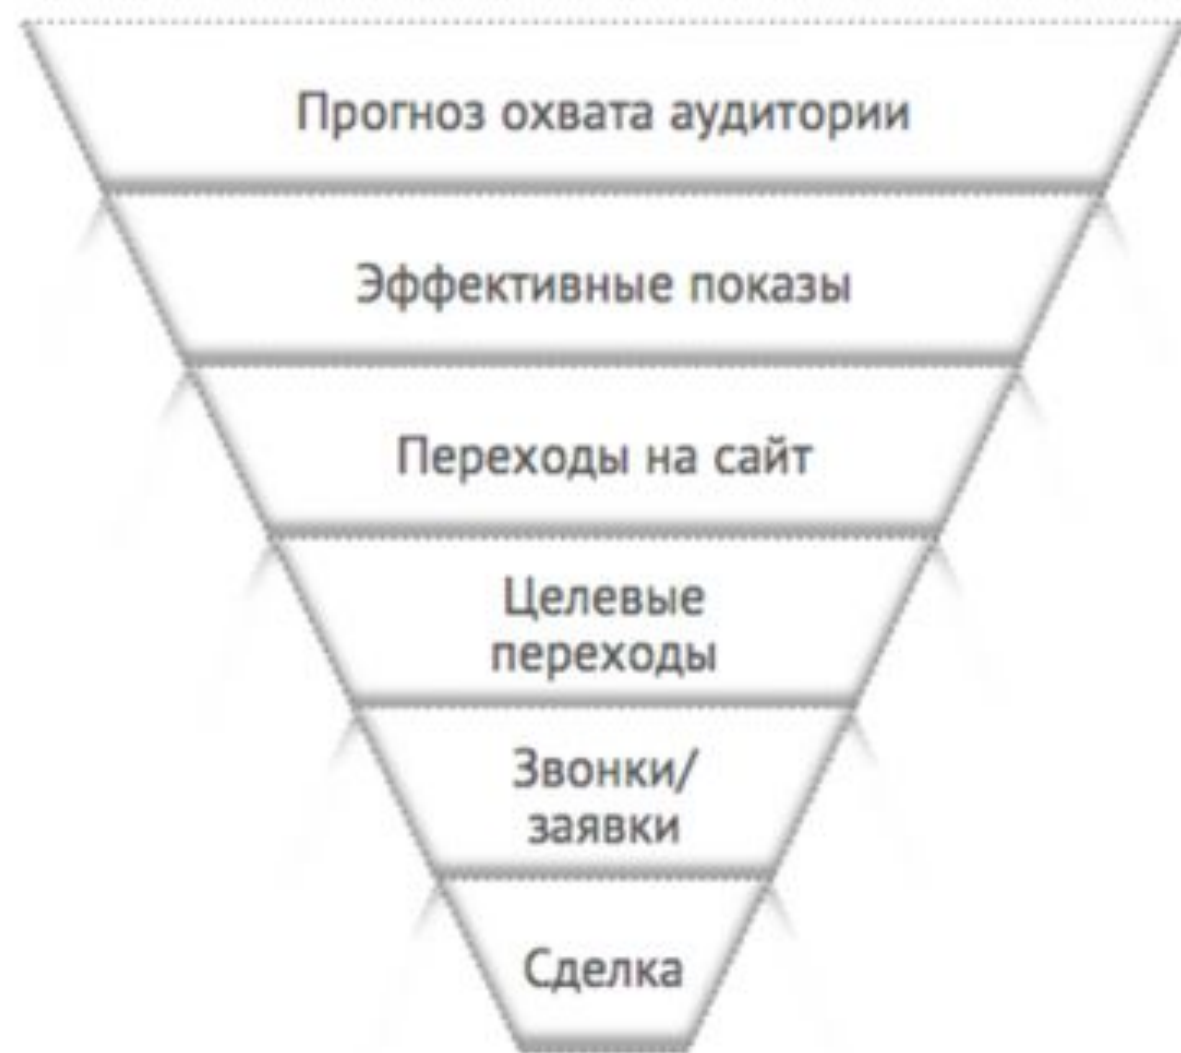 Прогноз охвата аудитории
Эффективные показы
Переходы на сайт
Целевые
переходы
Звонки/
заявки
Сделка